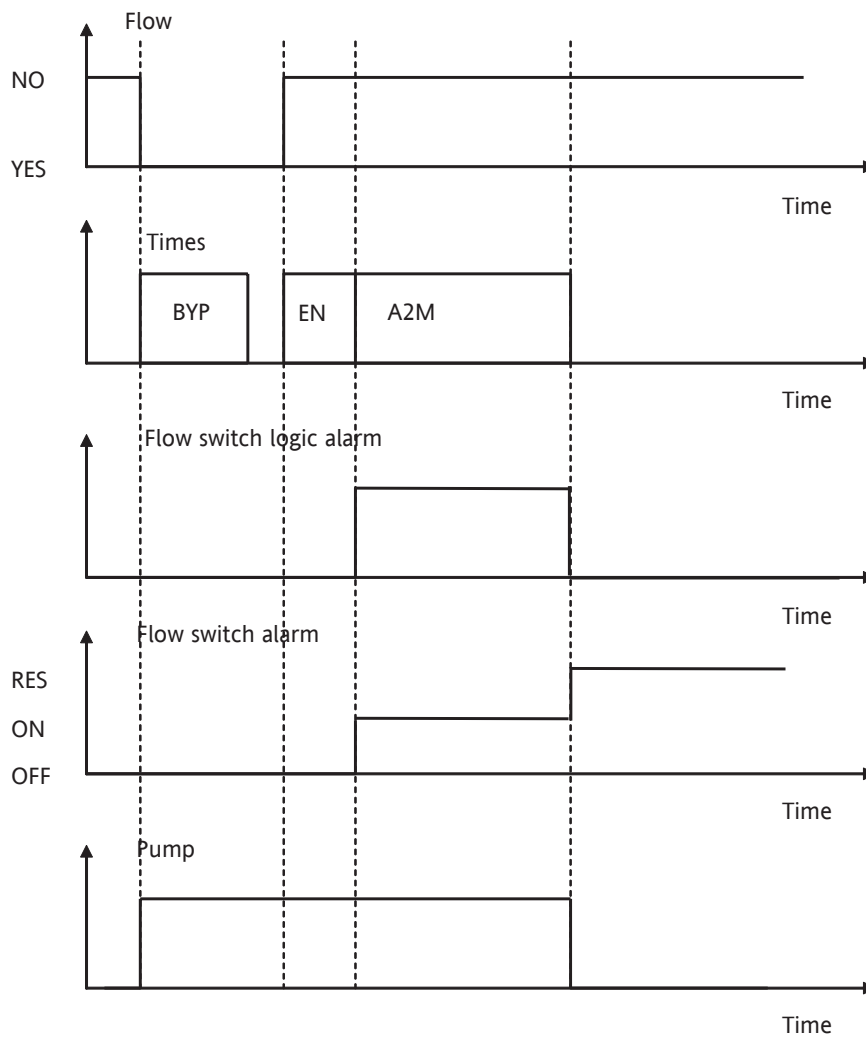 Flow
NO
YES
Time
Times
BYP
EN
A2M
Time
Flow switch logic alarm
Time
Flow switch alarm
RES
ON
OFF
Time
Pump
Time